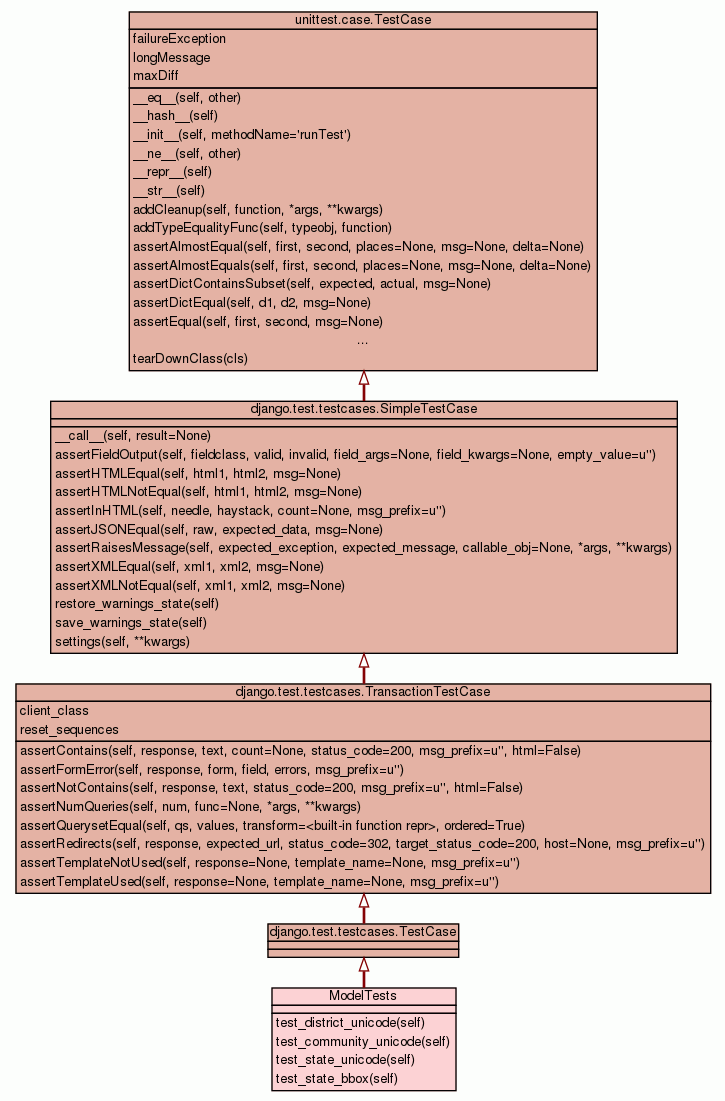 unittest.case.TestCase
failureException
longMessage
maxDiff
__eq__(self, other)
__hash__(self)
__init__(self, methodName='runTest')
__ne__(self, other)
__repr__(self)
__str__(self)
addCleanup(self, function, *args, **kwargs)
addTypeEqualityFunc(self, typeobj, function)
assertAlmostEqual(self, first, second, places=None, msg=None, delta=None)
assertAlmostEquals(self, first, second, places=None, msg=None, delta=None)
assertDictContainsSubset(self, expected, actual, msg=None)
assertDictEqual(self, d1, d2, msg=None)
assertEqual(self, first, second, msg=None)
...
tearDownClass(cls)
django.test.testcases.SimpleTestCase
__call__(self, result=None)
assertFieldOutput(self, fieldclass, valid, invalid, field_args=None, field_kwargs=None, empty_value=u'')
assertHTMLEqual(self, html1, html2, msg=None)
assertHTMLNotEqual(self, html1, html2, msg=None)
assertInHTML(self, needle, haystack, count=None, msg_prefix=u'')
assertJSONEqual(self, raw, expected_data, msg=None)
assertRaisesMessage(self, expected_exception, expected_message, callable_obj=None, *args, **kwargs)
assertXMLEqual(self, xml1, xml2, msg=None)
assertXMLNotEqual(self, xml1, xml2, msg=None)
restore_warnings_state(self)
save_warnings_state(self)
settings(self, **kwargs)
django.test.testcases.TransactionTestCase
client_class
reset_sequences
assertContains(self, response, text, count=None, status_code=200, msg_prefix=u'', html=False)
assertFormError(self, response, form, field, errors, msg_prefix=u'')
assertNotContains(self, response, text, status_code=200, msg_prefix=u'', html=False)
assertNumQueries(self, num, func=None, *args, **kwargs)
assertQuerysetEqual(self, qs, values, transform=<built-in function repr>, ordered=True)
assertRedirects(self, response, expected_url, status_code=302, target_status_code=200, host=None, msg_prefix=u'')
assertTemplateNotUsed(self, response=None, template_name=None, msg_prefix=u'')
assertTemplateUsed(self, response=None, template_name=None, msg_prefix=u'')
django.test.testcases.TestCase
ModelTests
test_district_unicode(self)
test_community_unicode(self)
test_state_unicode(self)
test_state_bbox(self)